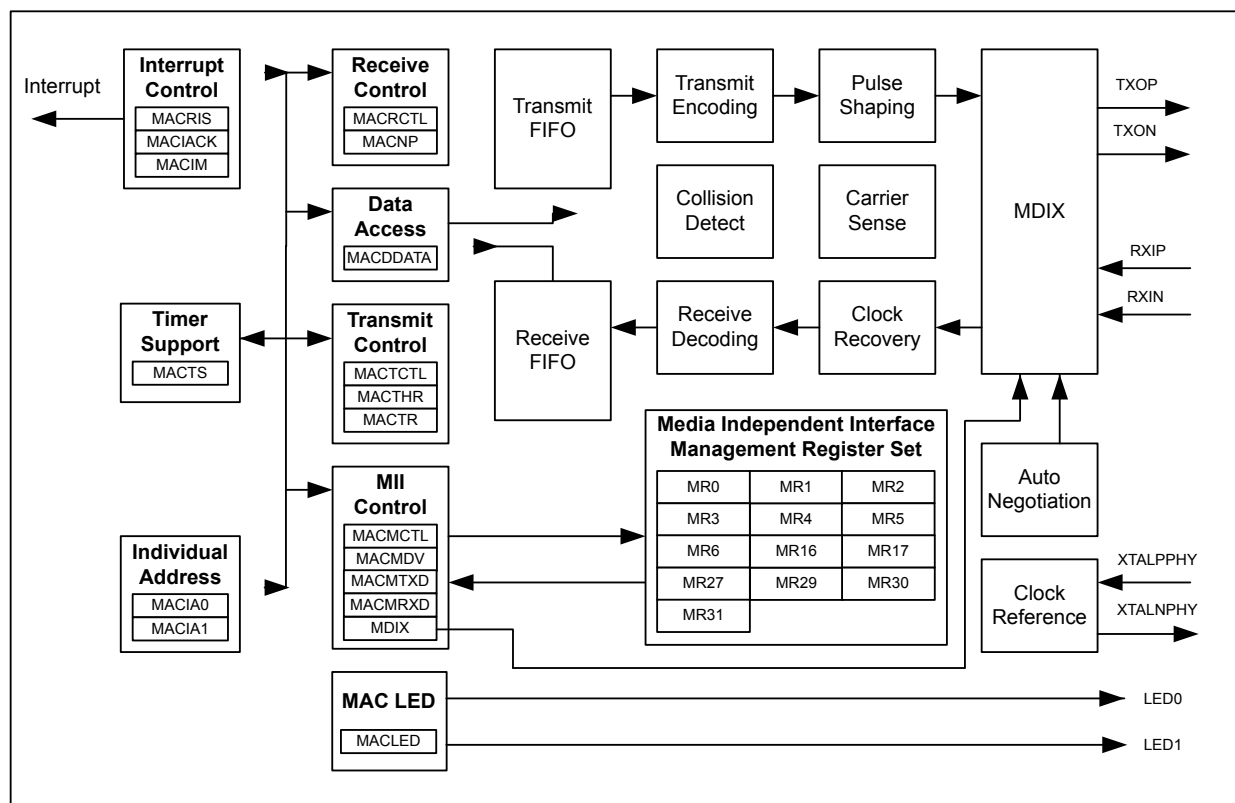 Interrupt
Interrupt
Control
MACRIS
MACIACK
MACIM
Receive
Control
MACRCTL
MACNP
Transmit
FIFO
Transmit
Encoding
Pulse
Shaping
MDIX
TXOP
TXON
RXIP
RXIN
Data
Access
MACDDATA
Collision
Detect
Carrier
Sense
Timer
Support
MACTS
Transmit
Control
MACTCTL
MACTHR
MACTR
Receive
FIFO
Receive
Decoding
Clock
Recovery
Individual
Address
MACIA0
MACIA1
MII
Control
MACMCTL
MACMDV
MACMTXD
MACMRXD
MDIX
Media Independent Interface
Management Register Set
MR0 MR1 MR2
MR3 MR4 MR5
MR6 MR16 MR17
MR27 MR29 MR30
MR31
Auto
Negotiation
Clock
Reference
XTALPPHY
XTALNPHY
MAC LED
MACLED
LED0
LED1